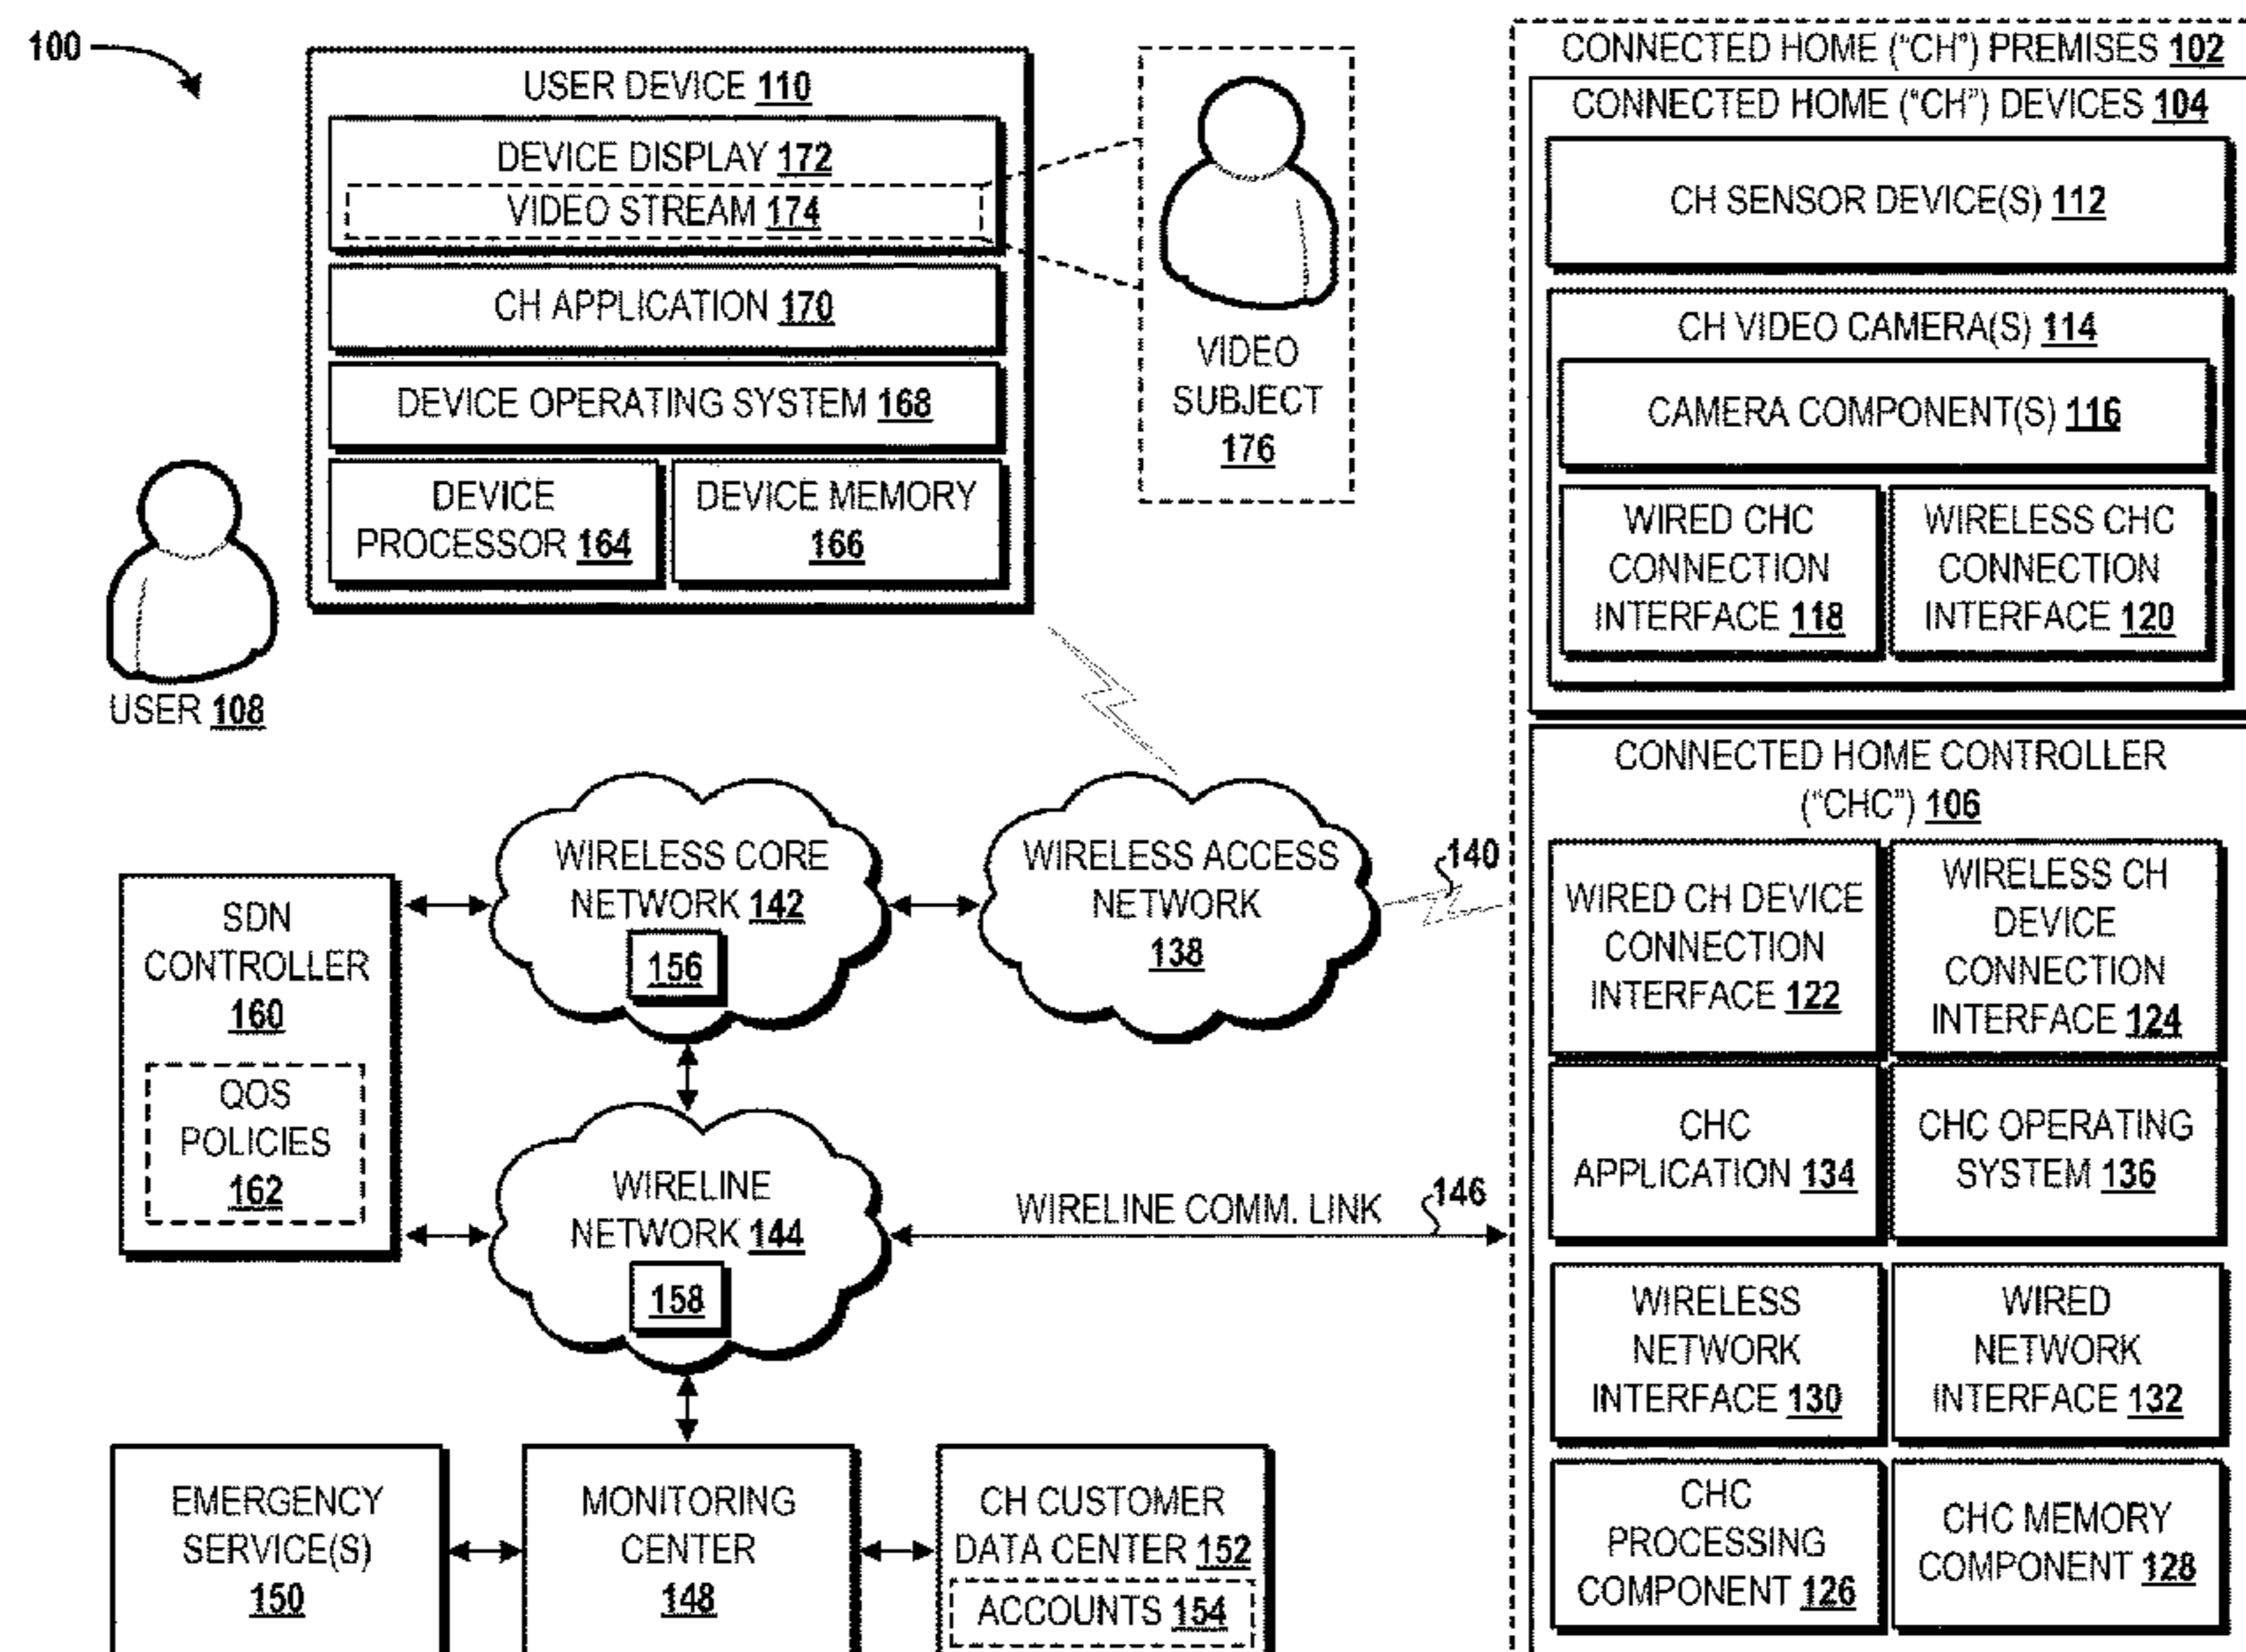 100
USER DEVICE 110
DEVICE DISPLAY 172
VIDEO STREAM 174
CH APPLICATION 170
DEVICE OPERATING SYSTEM 168
DEVICE
PROCESSOR 164
DEVICE MEMORY
166
VIDEO
SUBJECT
176
USER 108
CONNECTED HOME ("CH") PREMISES 102
CONNECTED HOME ("CH") DEVICES 104
CH SENSOR DEVICE(S) 112
CH VIDEO CAMERA(S) 114
CAMERA COMPONENT(S) 116
WIRED CHC
CONNECTION
INTERFACE 118
WIRELESS CHC
CONNECTION
INTERFACE 120
CONNECTED HOME CONTROLLER
("CHC") 106
WIRED CH DEVICE
CONNECTION
INTERFACE 122
WIRELESS CH
DEVICE
CONNECTION
INTERFACE 124
CHC
APPLICATION 134
CHC OPERATING
SYSTEM 136
WIRELESS
NETWORK
INTERFACE 130
WIRED
NETWORK
INTERFACE 132
CHC
PROCESSING
COMPONENT 126
CHC MEMORY
COMPONENT 128
SDN
CONTROLLER
160
QOS
POLICIES
162
WIRELESS CORE
NETWORK 142
156
WIRELESS ACCESS
NETWORK
138
140
WIRELINE
NETWORK 144
158
WIRELINE COMM. LINK
146
EMERGENCY
SERVICE(S)
150
MONITORING
CENTER
148
CH CUSTOMER
DATA CENTER 152
ACCOUNTS 154